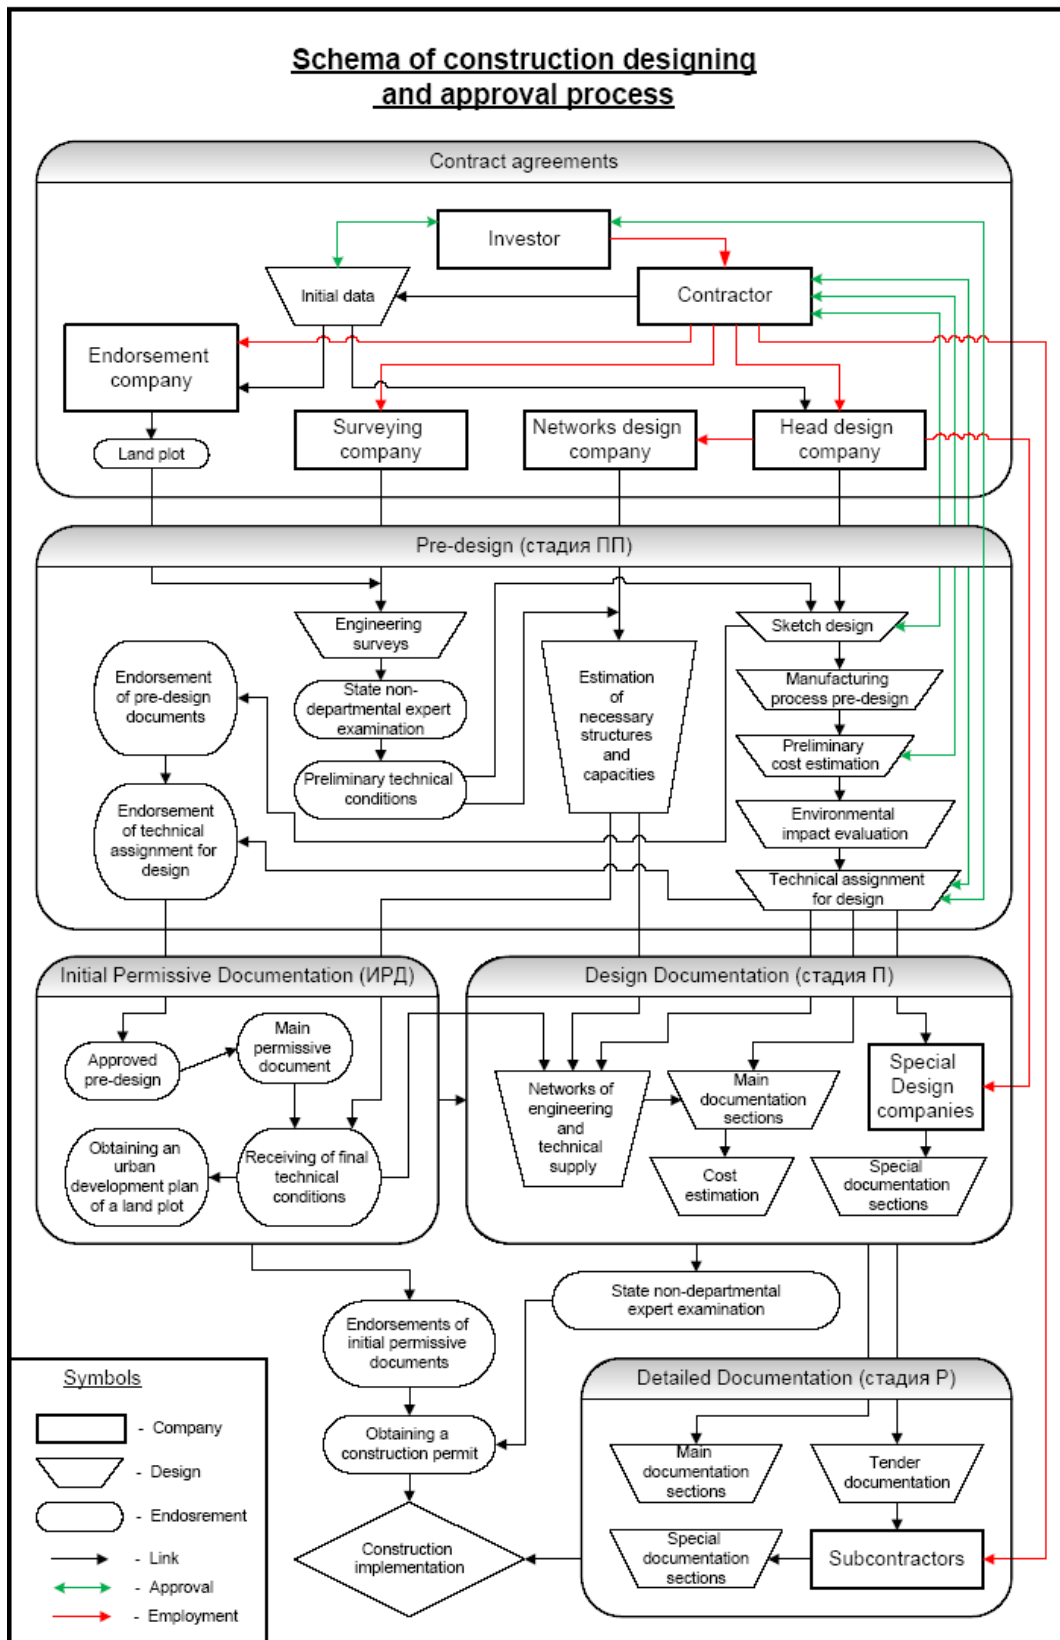 Schema of construction designing
and approval process
Contract agreements
Investor
Initial data
Contractor
Endorsement
company
Land plot
Surveying
company
Networks design
company
Head design
company
Pre-design (стадия ПП)
Engineering
surveys
Sketch design
Endorsement
of pre-design
documents
State non-
departmental expert
examination
Estimation
of
necessary
structures
and
capacities
Manufacturing
process pre-design
Preliminary technical
conditions
Preliminary
cost estimation
Endorsement
of technical
assignment for
design
Environmental
impact evaluation
Technical assignment
for design
Initial Permissive Documentation (ИРД)
Approved
pre-design
Main
permissive
document
Obtaining an
urban
development plan
of a land plot
Receiving of final
technical
conditions
Design Documentation (стадия П)
Networks of
engineering
and
technical
supply
Main
documentation
sections
Special
Design
companies
Cost
estimation
Special
documentation
sections
State non-departmental
expert examination
Endorsements of
initial permissive
documents
Obtaining a
construction permit
Construction
implementation
Detailed Documentation (стадия Р)
Main
documentation
sections
Tender
documentation
Special
documentation
sections
Subcontractors
Symbols
- Company
- Design
- Endosrement
- Link
- Approval
- Employment